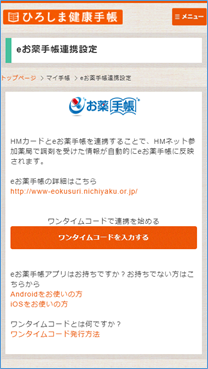 ひろしま健康手帳
メニュー
eお薬手帳連携設定
トップページ > マイ手帳 > eお薬手帳連携設定
eお薬手帳
HMカードとeお薬手帳を連携することで、HMネット参
加薬局で調剤を受けた情報が自動的にeお薬手帳に反映
されます。
eお薬手帳の詳細はこちら
http://www-eokusuri.nichiyaku.or.jp/
ワンタイムコードで連携を始める
ワンタイムコードを入力する
eお薬手帳アプリはお持ちですか？お持ちでない方はこ
ちらから
Androidをお使いの方
iOSをお使いの方
ワンタイムコードとは何ですか？
ワンタイムコード発行方法